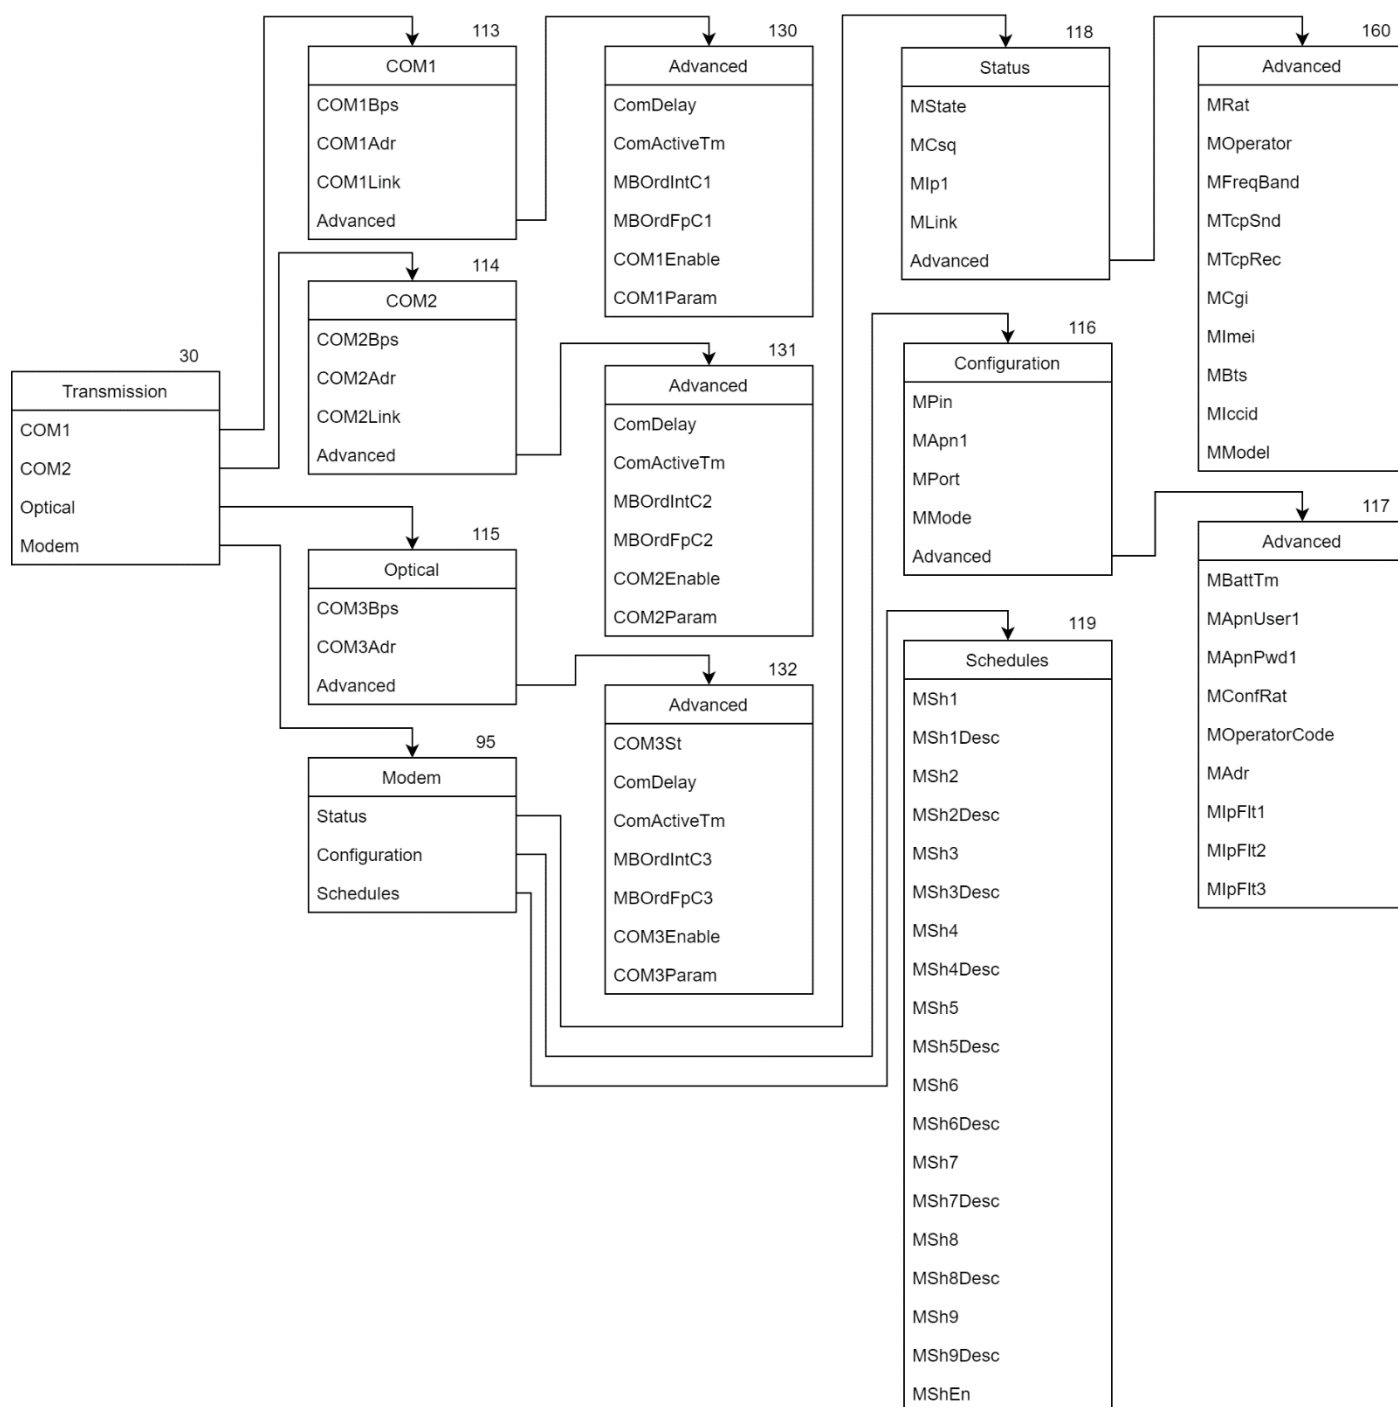 30
Transmission
COM1
COM2
Optical
Modem
113
COM1
COM1Bps
COM1Adr
COM1Link
Advanced
114
COM2
COM2Bps
COM2Adr
COM2Link
Advanced
115
Optical
COM3Bps
COM3Adr
Advanced
95
Modem
Status
Configuration
Schedules
130
Advanced
ComDelay
ComActiveTm
MBOrdIntC1
MBOrdFpC1
COM1Enable
COM1Param
131
Advanced
ComDelay
ComActiveTm
MBOrdIntC2
MBOrdFpC2
COM2Enable
COM2Param
132
Advanced
COM3St
ComDelay
ComActiveTm
MBOrdIntC3
MBOrdFpC3
COM3Enable
COM3Param
118
Status
MState
MCsq
MIp1
MLink
Advanced
116
Configuration
MPin
MApn1
MPort
MMode
Advanced
119
Schedules
MSh1
MSh1Desc
MSh2
MSh2Desc
MSh3
MSh3Desc
MSh4
MSh4Desc
MSh5
MSh5Desc
MSh6
MSh6Desc
MSh7
MSh7Desc
MSh8
MSh8Desc
MSh9
MSh9Desc
MShEn
160
Advanced
MRat
MOperator
MFreqBand
MTcpSnd
MTcpRec
MCgi
MImei
MBts
MIccid
MModel
117
Advanced
MBattTm
MApnUser1
MApnPwd1
MConfRat
MOperatorCode
MAdr
MIpFlt1
MIpFlt2
MIpFlt3